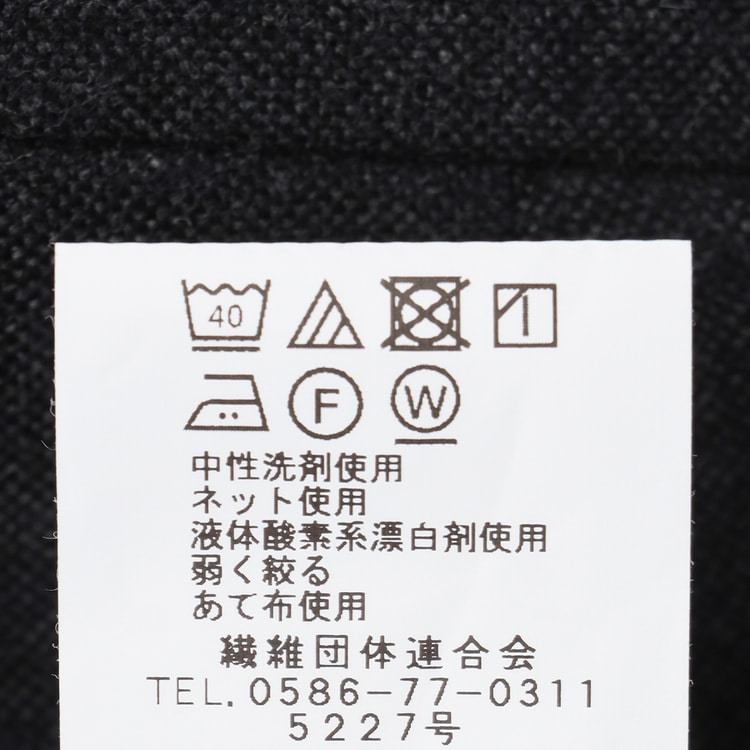 40
F W
中性洗剤使用
ネット使用
液体酸素系漂白剤使用
弱く絞る
あて布使用
繊維団体連合会
TEL.0586-77-0311
5227号